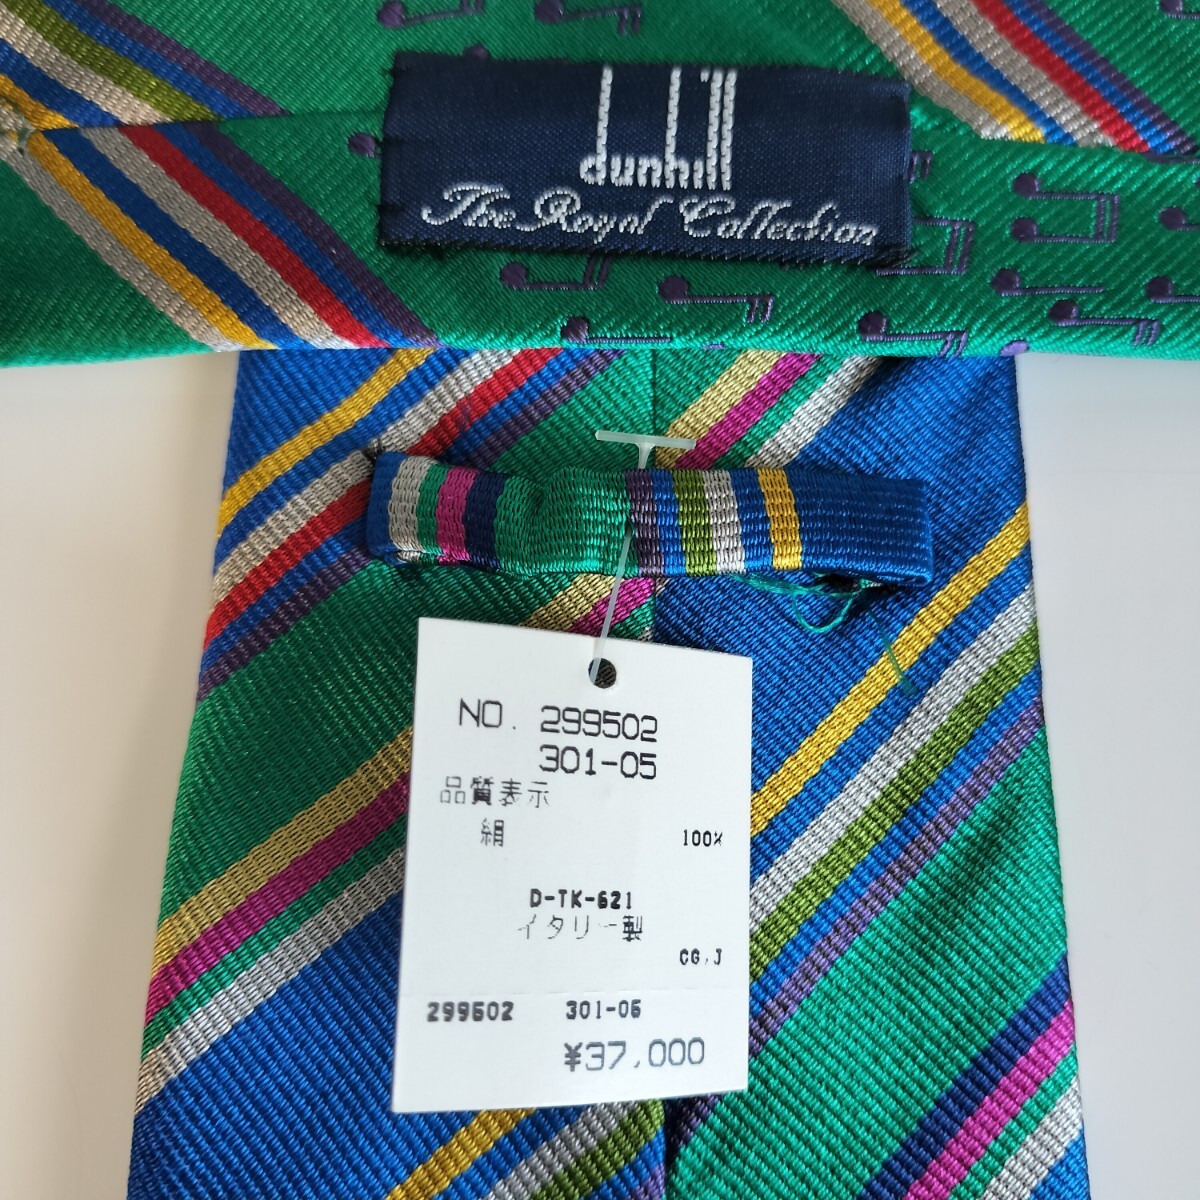 dunhill
The Royal Collection
NO. 299502
301-05
品質表示
絹 100%
D-TK-621
イタリー製
CG.J
299502 301-05
¥37,000